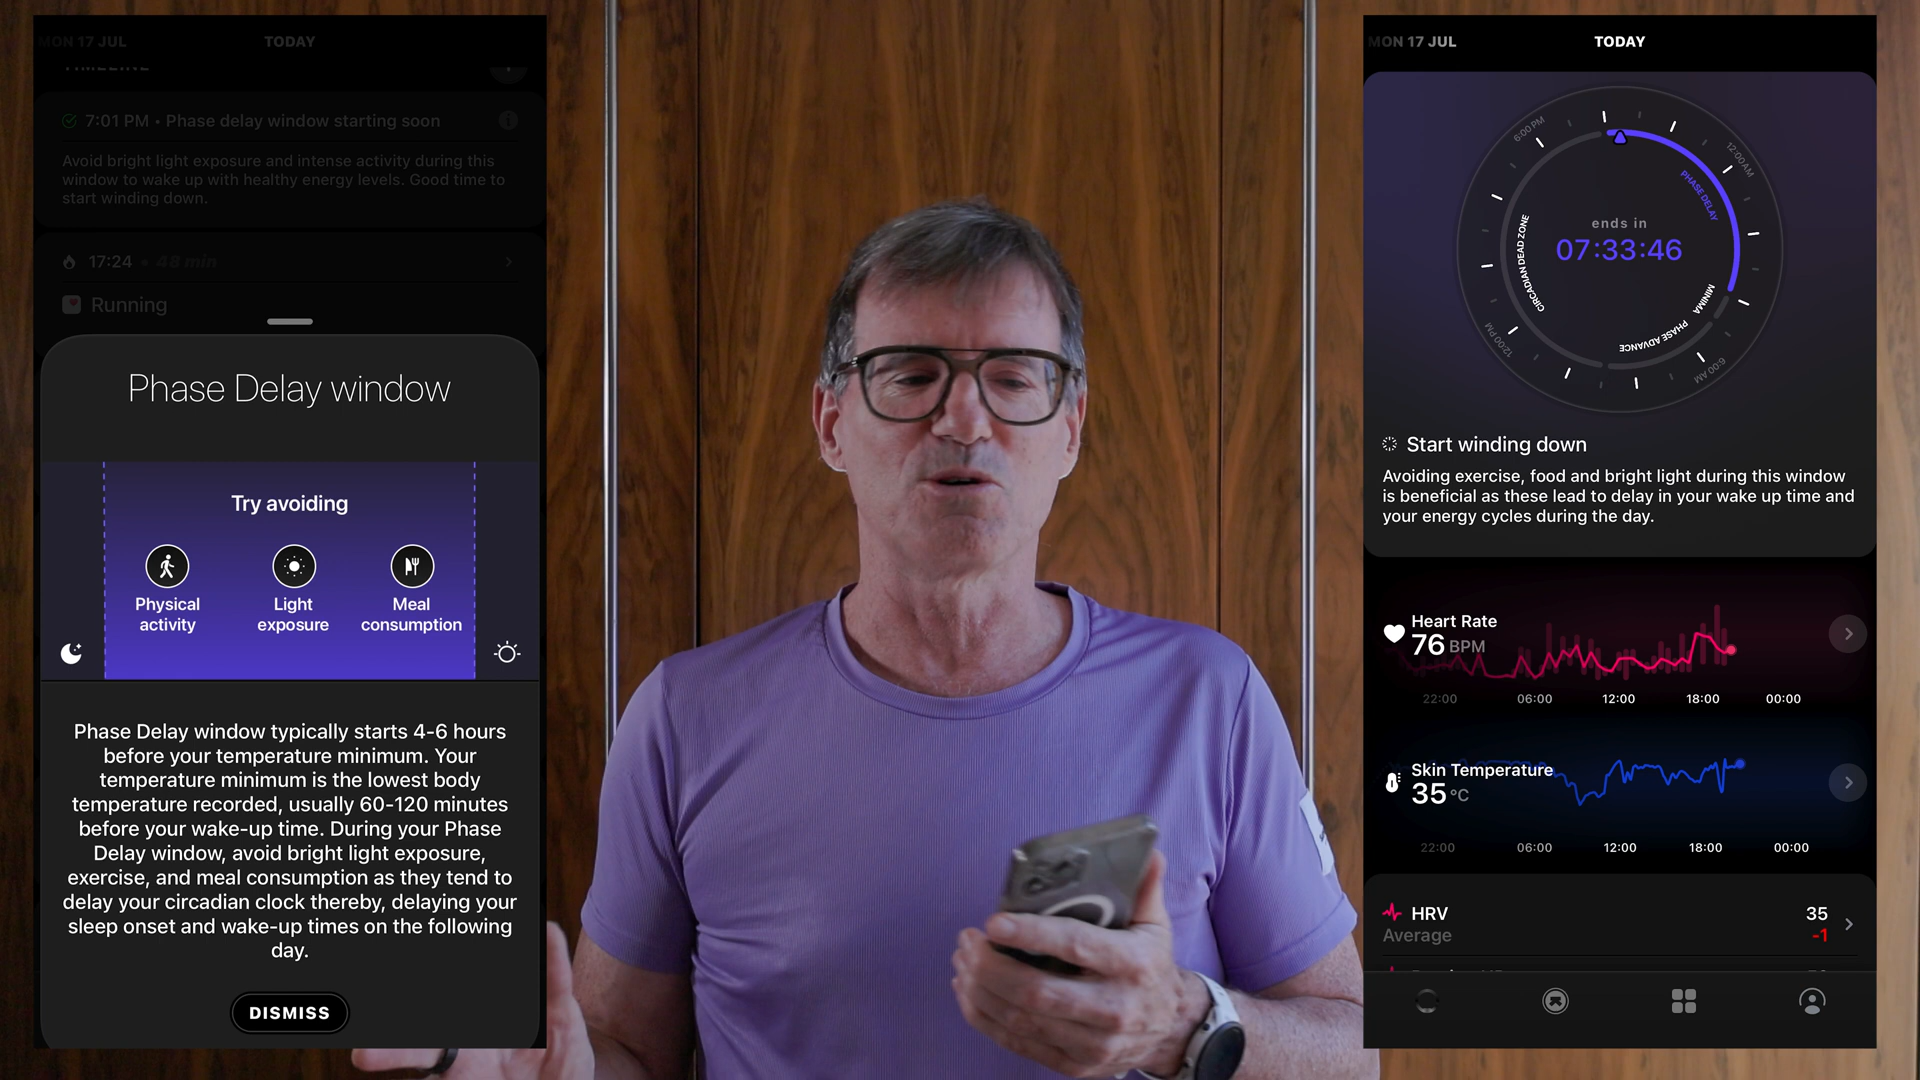 MON 17 JUL
TODAY
TIMELINE
7:01 PM • Phase delay window starting soon
Avoid bright light exposure and intense activity during this
window to wake up with healthy energy levels. Good time to
start winding down.
17:24 • 48 min
Running
Phase Delay window
Try avoiding
Physical
activity
Light
exposure
Meal
consumption
Phase Delay window typically starts 4-6 hours
before your temperature minimum. Your
temperature minimum is the lowest body
temperature recorded, usually 60-120 minutes
before your wake-up time. During your Phase
Delay window, avoid bright light exposure,
exercise, and meal consumption as they tend to
delay your circadian clock thereby, delaying your
sleep onset and wake-up times on the following
day.
DISMISS
MON 17 JUL
TODAY
6:00 PM
12:00 AM
PHASE DELAY
CIRCADIAN DEAD ZONE
ends in
07:33:46
MINIMA
PHASE ADVANCE
12:00 PM
6:00 AM
Start winding down
Avoiding exercise, food and bright light during this window
is beneficial as these lead to delay in your wake up time and
your energy cycles during the day.
Heart Rate
76 BPM
22:00 06:00 12:00 18:00 00:00
Skin Temperature
35 °C
22:00 06:00 12:00 18:00 00:00
HRV
35
Average
-1